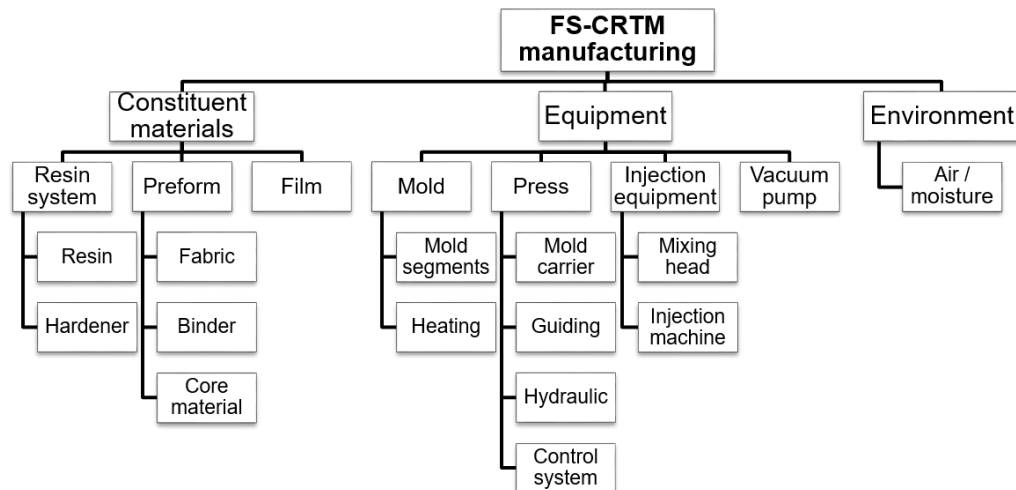 FS-CRTM
manufacturing
Constituent
materials
Equipment
Environment
Resin
system
Preform
Film
Mold
Press
Injection
equipment
Vacuum
pump
Air /
moisture
Resin
Fabric
Mold
segments
Mold
carrier
Mixing
head
Hardener
Binder
Heating
Guiding
Injection
machine
Core
material
Hydraulic
Control
system